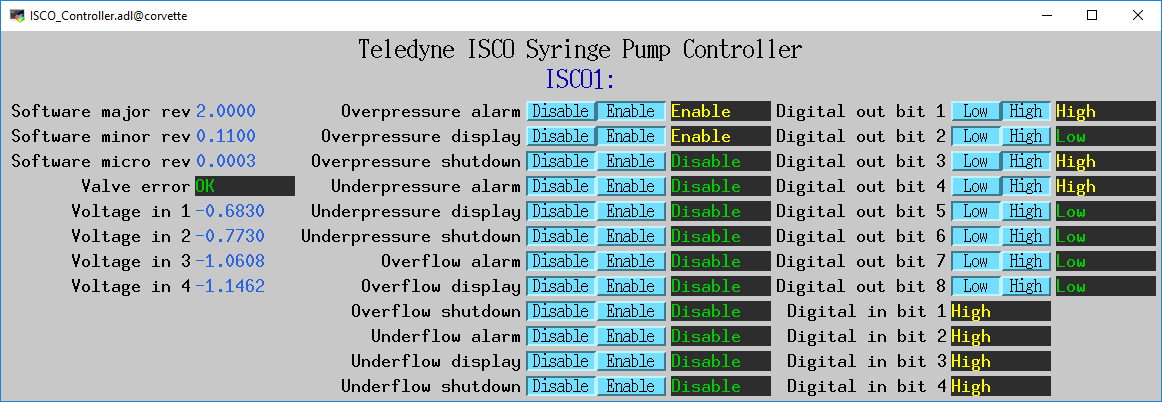 ISCO_Controller.adl@corvette
Teledyne ISCO Syringe Pump Controller
ISCO1:
Software major rev 2.0000 Overpressure alarm Disable Enable Enable Digital out bit 1 Low High High
Software minor rev 0.1100 Overpressure display Disable Enable Enable Digital out bit 2 Low High Low
Software micro rev 0.0003 Overpressure shutdown Disable Enable Disable Digital out bit 3 Low High High
Valve error OK Underpressure alarm Disable Enable Disable Digital out bit 4 Low High High
Voltage in 1 -0.6830 Underpressure display Disable Enable Disable Digital out bit 5 Low High Low
Voltage in 2 -0.7730 Underpressure shutdown Disable Enable Disable Digital out bit 6 Low High Low
Voltage in 3 -1.0608 Overflow alarm Disable Enable Disable Digital out bit 7 Low High Low
Voltage in 4 -1.1462 Overflow display Disable Enable Disable Digital out bit 8 Low High Low
Overflow shutdown Disable Enable Disable Digital in bit 1 High
Underflow alarm Disable Enable Disable Digital in bit 2 High
Underflow display Disable Enable Disable Digital in bit 3 High
Underflow shutdown Disable Enable Disable Digital in bit 4 High